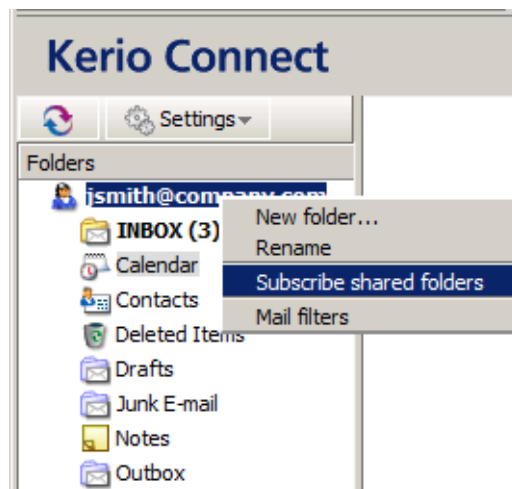 Kerio Connect
Settings
Folders
jsmith@company.com
INBOX (3)
New folder...
Rename
Calendar
Subscribe shared folders
Contacts
Mail filters
Deleted Items
Drafts
Junk E-mail
Notes
Outbox